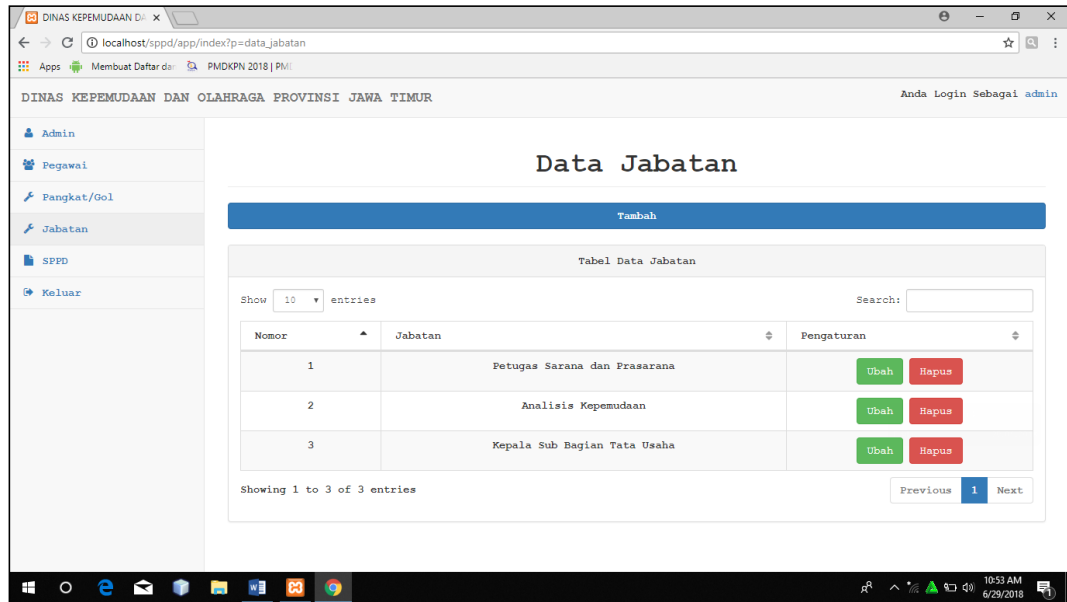 DINAS KEPEMUDAAN DA
localhost/sppd/app/index?p=data_jabatan
Apps Membuat Daftar dar PMDKPN 2018 | PMD
DINAS KEPEMUDAAN DAN OLAHRAGA PROVINSI JAWA TIMUR
Anda Login Sebagai admin
Admin
Pegawai
Pangkat/Gol
Jabatan
SPPD
Keluar
Data Jabatan
Tambah
Tabel Data Jabatan
Show 10 entries
Search:
Nomor Jabatan Pengaturan
1 Petugas Sarana dan Prasarana Ubah Hapus
2 Analisis Kepemudaan Ubah Hapus
3 Kepala Sub Bagian Tata Usaha Ubah Hapus
Showing 1 to 3 of 3 entries
Previous 1 Next
10:53 AM
6/29/2018